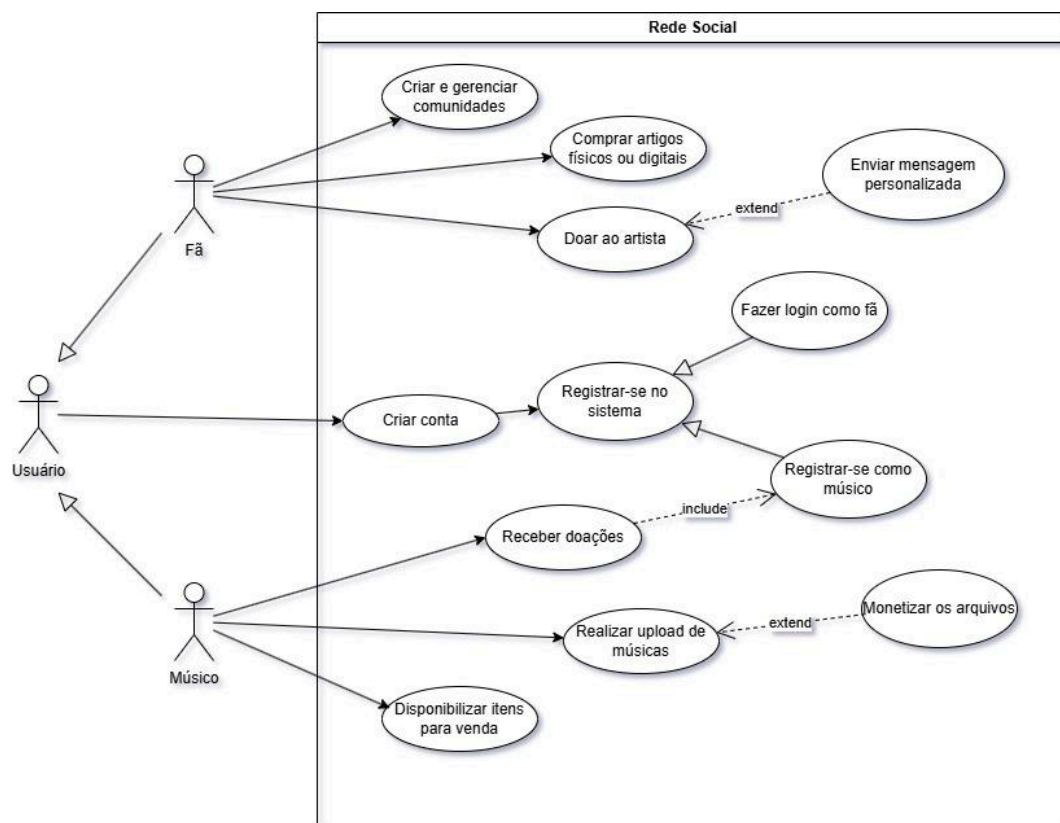 Rede Social
Criar e gerenciar
comunidades
Comprar artigos
físicos ou digitais
Enviar mensagem
personalizada
extend
Doar ao artista
Fã
Fazer login como fã
Registrar-se no
sistema
Criar conta
Usuário
Registrar-se como
músico
include
Receber doações
Monetizar os arquivos
extend
Realizar upload de
músicas
Músico
Disponibilizar itens
para venda